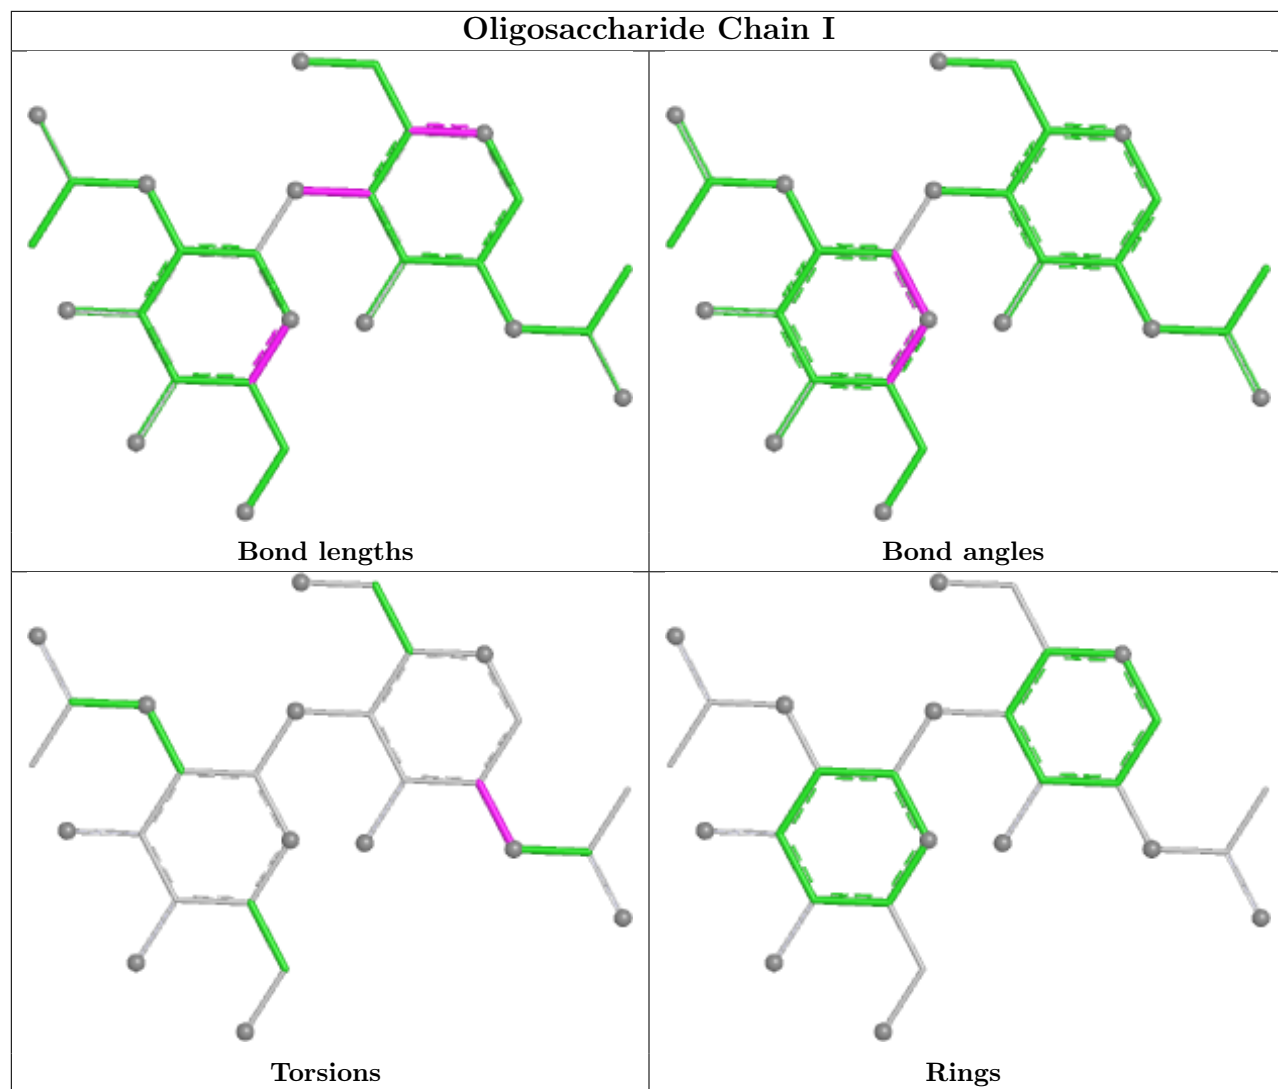 Oligosaccharide Chain I
Bond lengths
Bond angles
Torsions
Rings